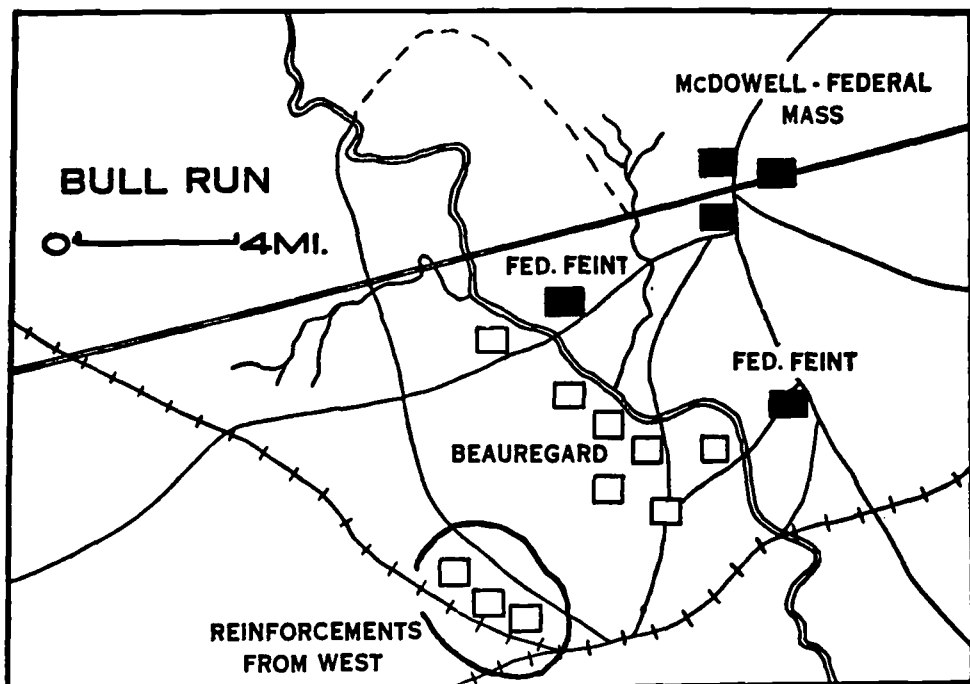 MCDOWELL - FEDERAL
MASS
BULL RUN
0 4MI.
FED. FEINT
FED. FEINT
BEAUREGARD
REINFORCEMENTS
FROM WEST